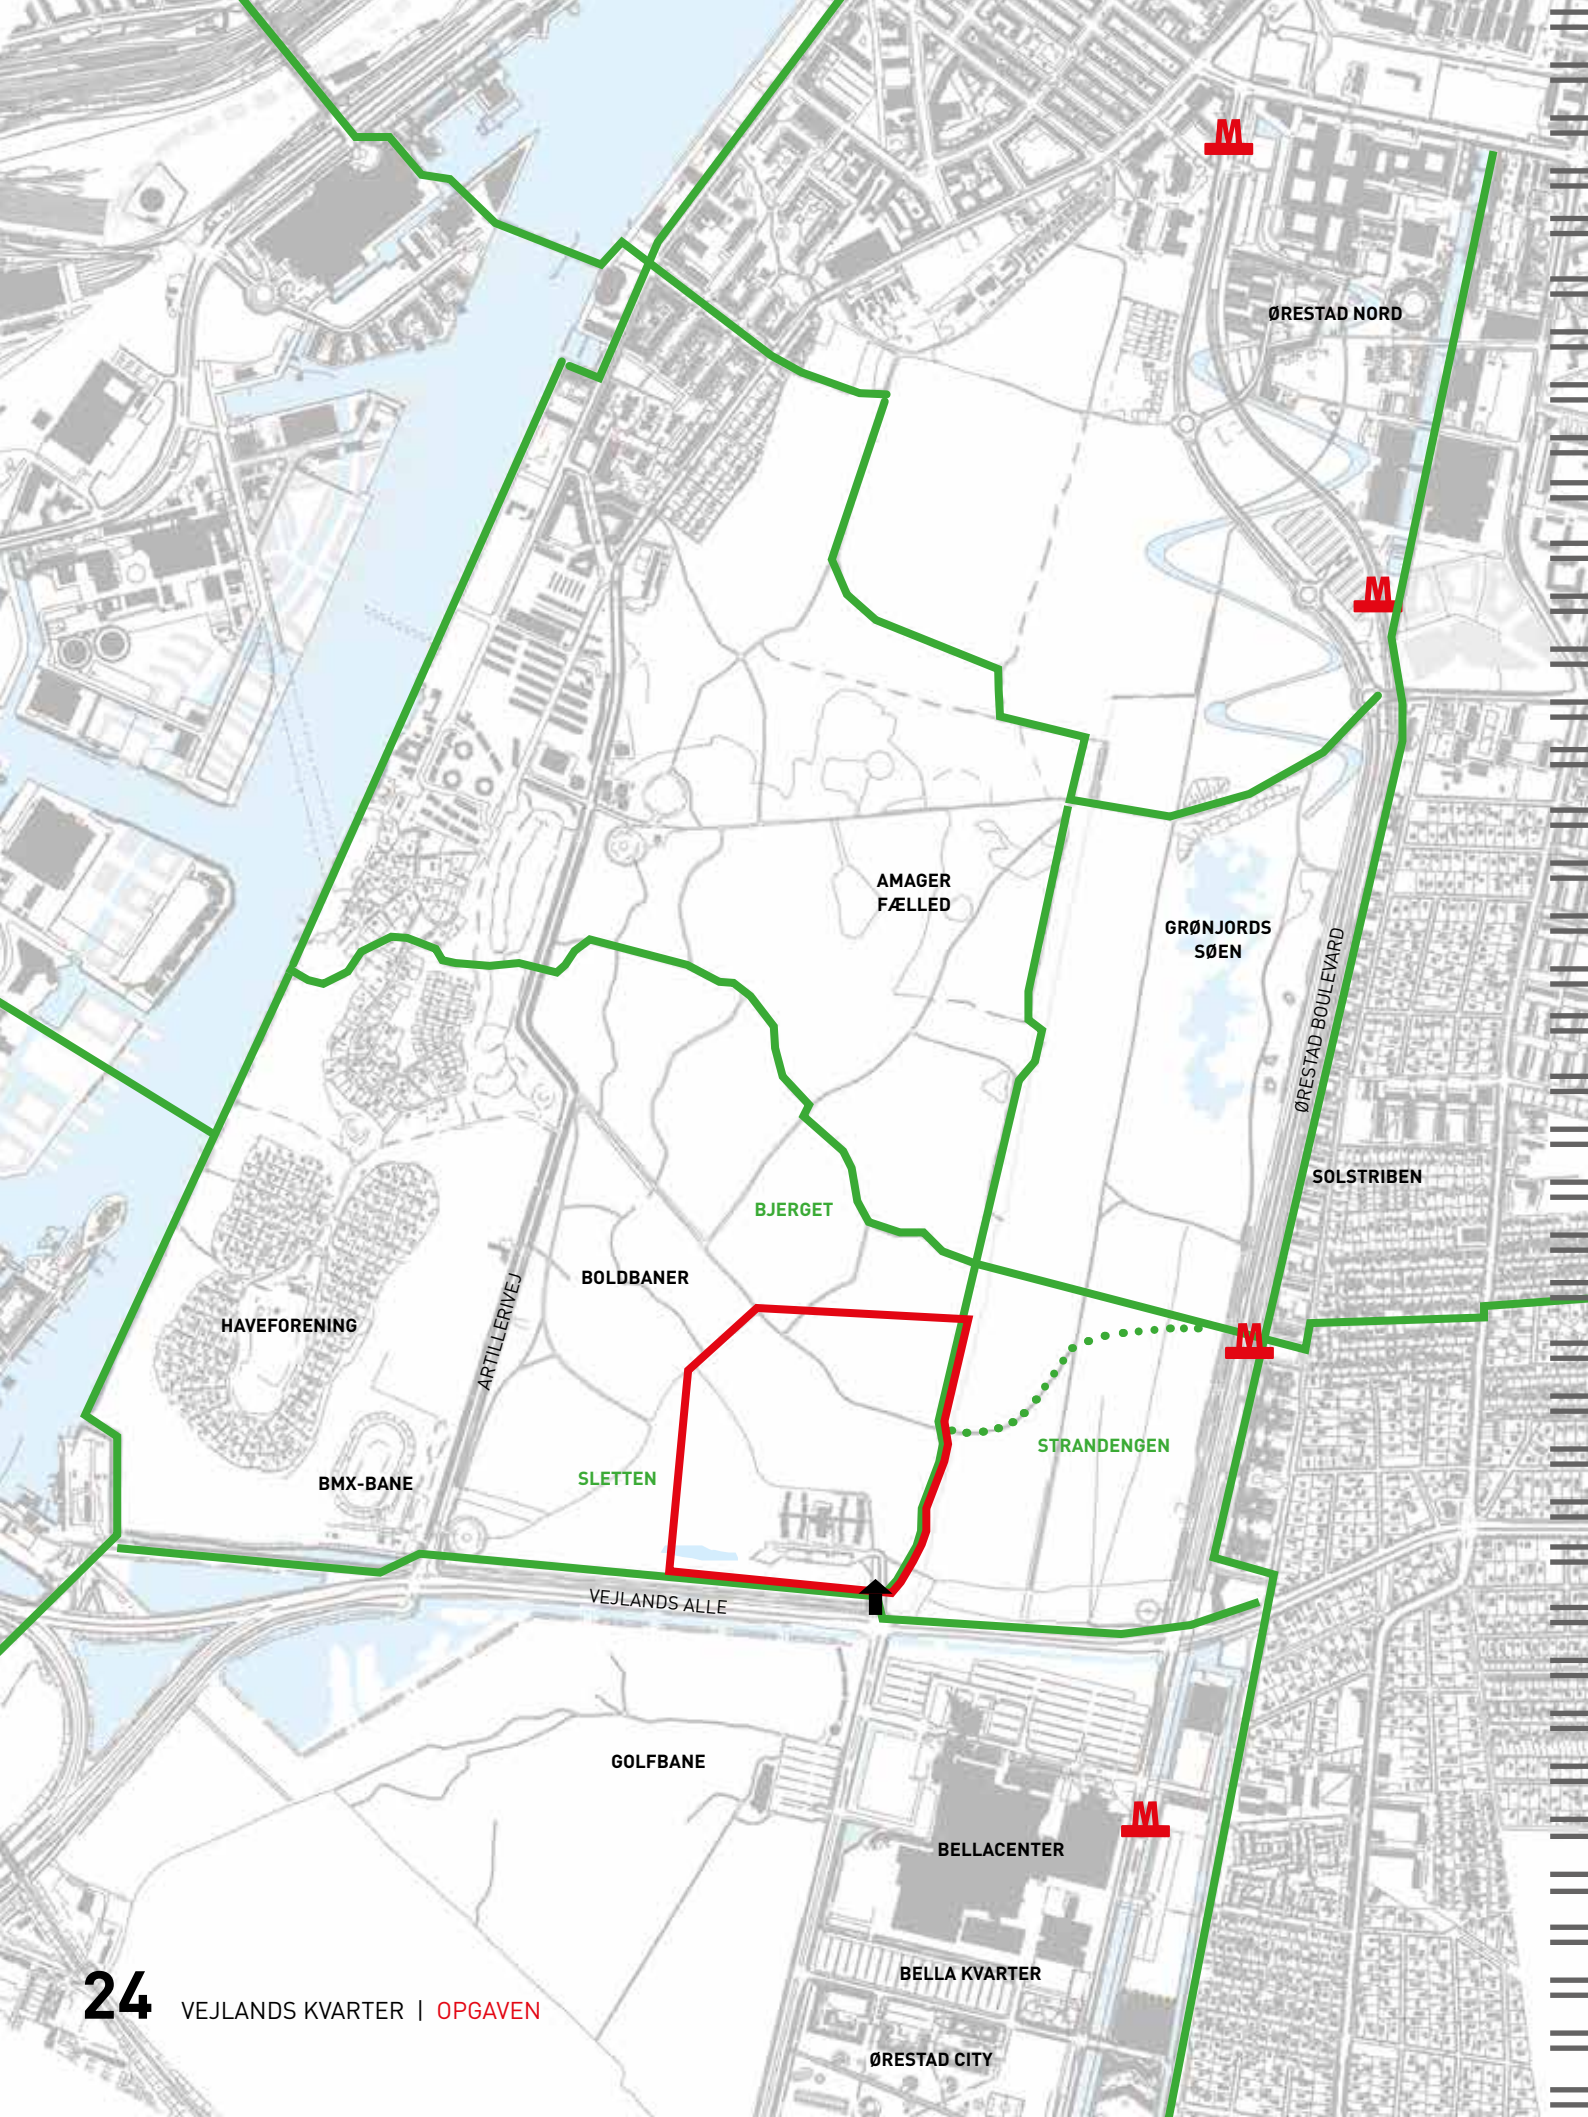 M
ØRESTAD NORD
M
AMAGER
FÆLLED
GRØNJORDS
SØEN
ØRESTAD BOULEVARD
SOLSTRIBEN
BJERGET
BOLDBANER
HAVEFORENING
ARTILLERIVEJ
M
STRANDENGEN
SLETTEN
BMX-BANE
VEJLANDS ALLE
GOLFBANE
M
BELLACENTER
BELLA KVARTER
ØRESTAD CITY
24 VEJLANDS KVARTER | OPGAVEN